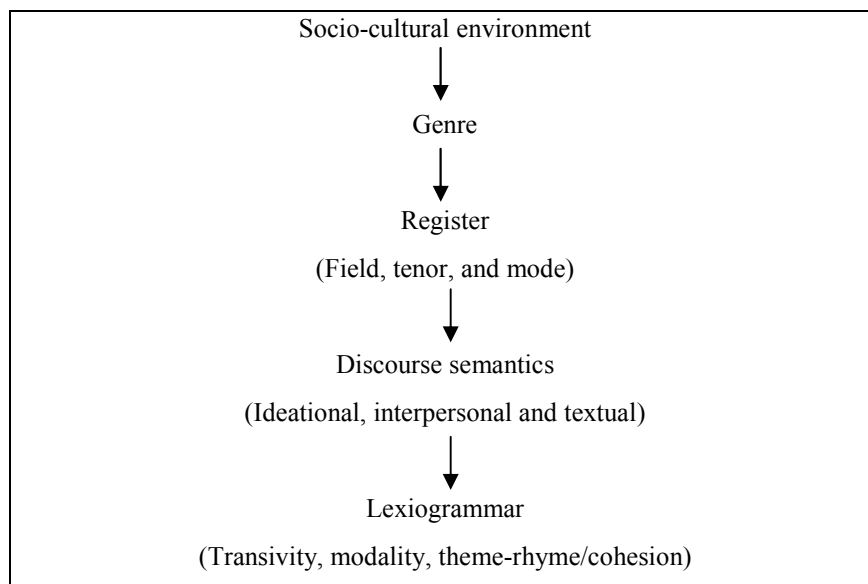 Socio-cultural environment
Genre
Register
(Field, tenor, and mode)
Discourse semantics
(Ideational, interpersonal and textual)
Lexiogrammar
(Transivity, modality, theme-rhyme/cohesion)